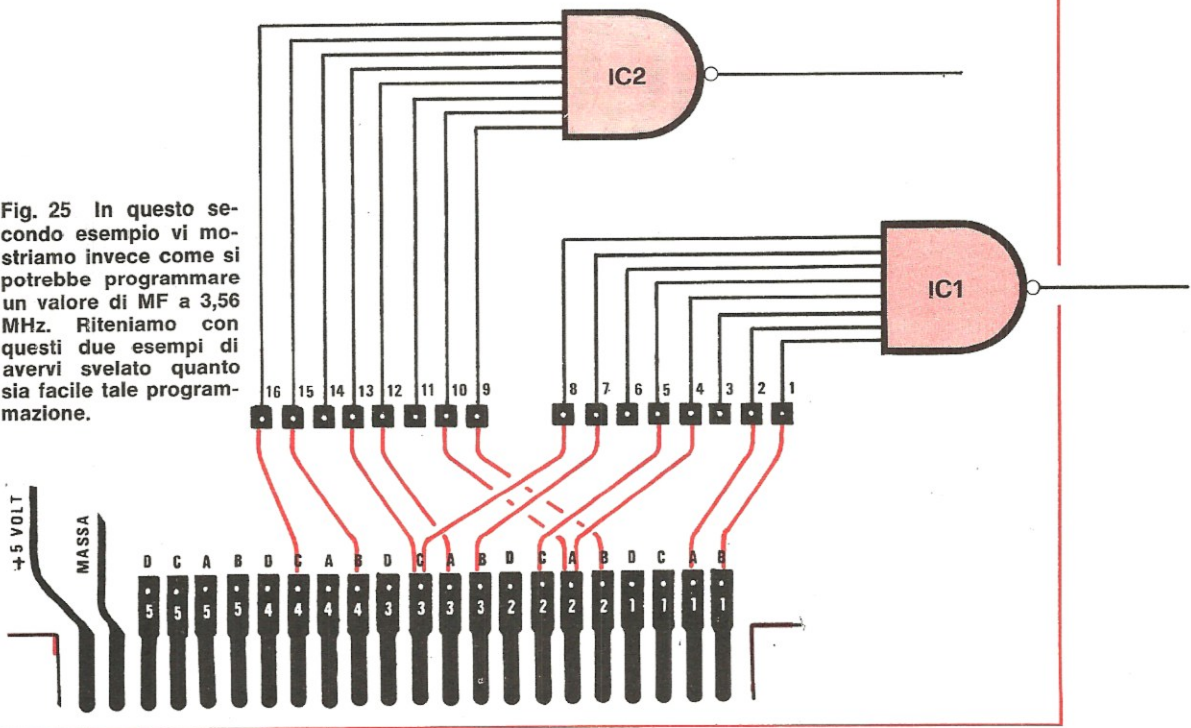 IC2
Fig. 25 In questo se-
condo esempio vi mo-
striamo invece come si
potrebbe programmare
un valore di MF a 3,56
MHz. Riteniamo con
questi due esempi di
avervi svelato quanto
sia facile tale program-
mazione.
IC1
16 15 14 13 12 11 10 9 8 7 6 5 4 3 2 1
+5 VOLT
MASSA
D C A B D C A B D C A B D C A B D C A B
5 5 5 5 4 4 4 4 3 3 3 3 2 2 2 2 1 1 1 1